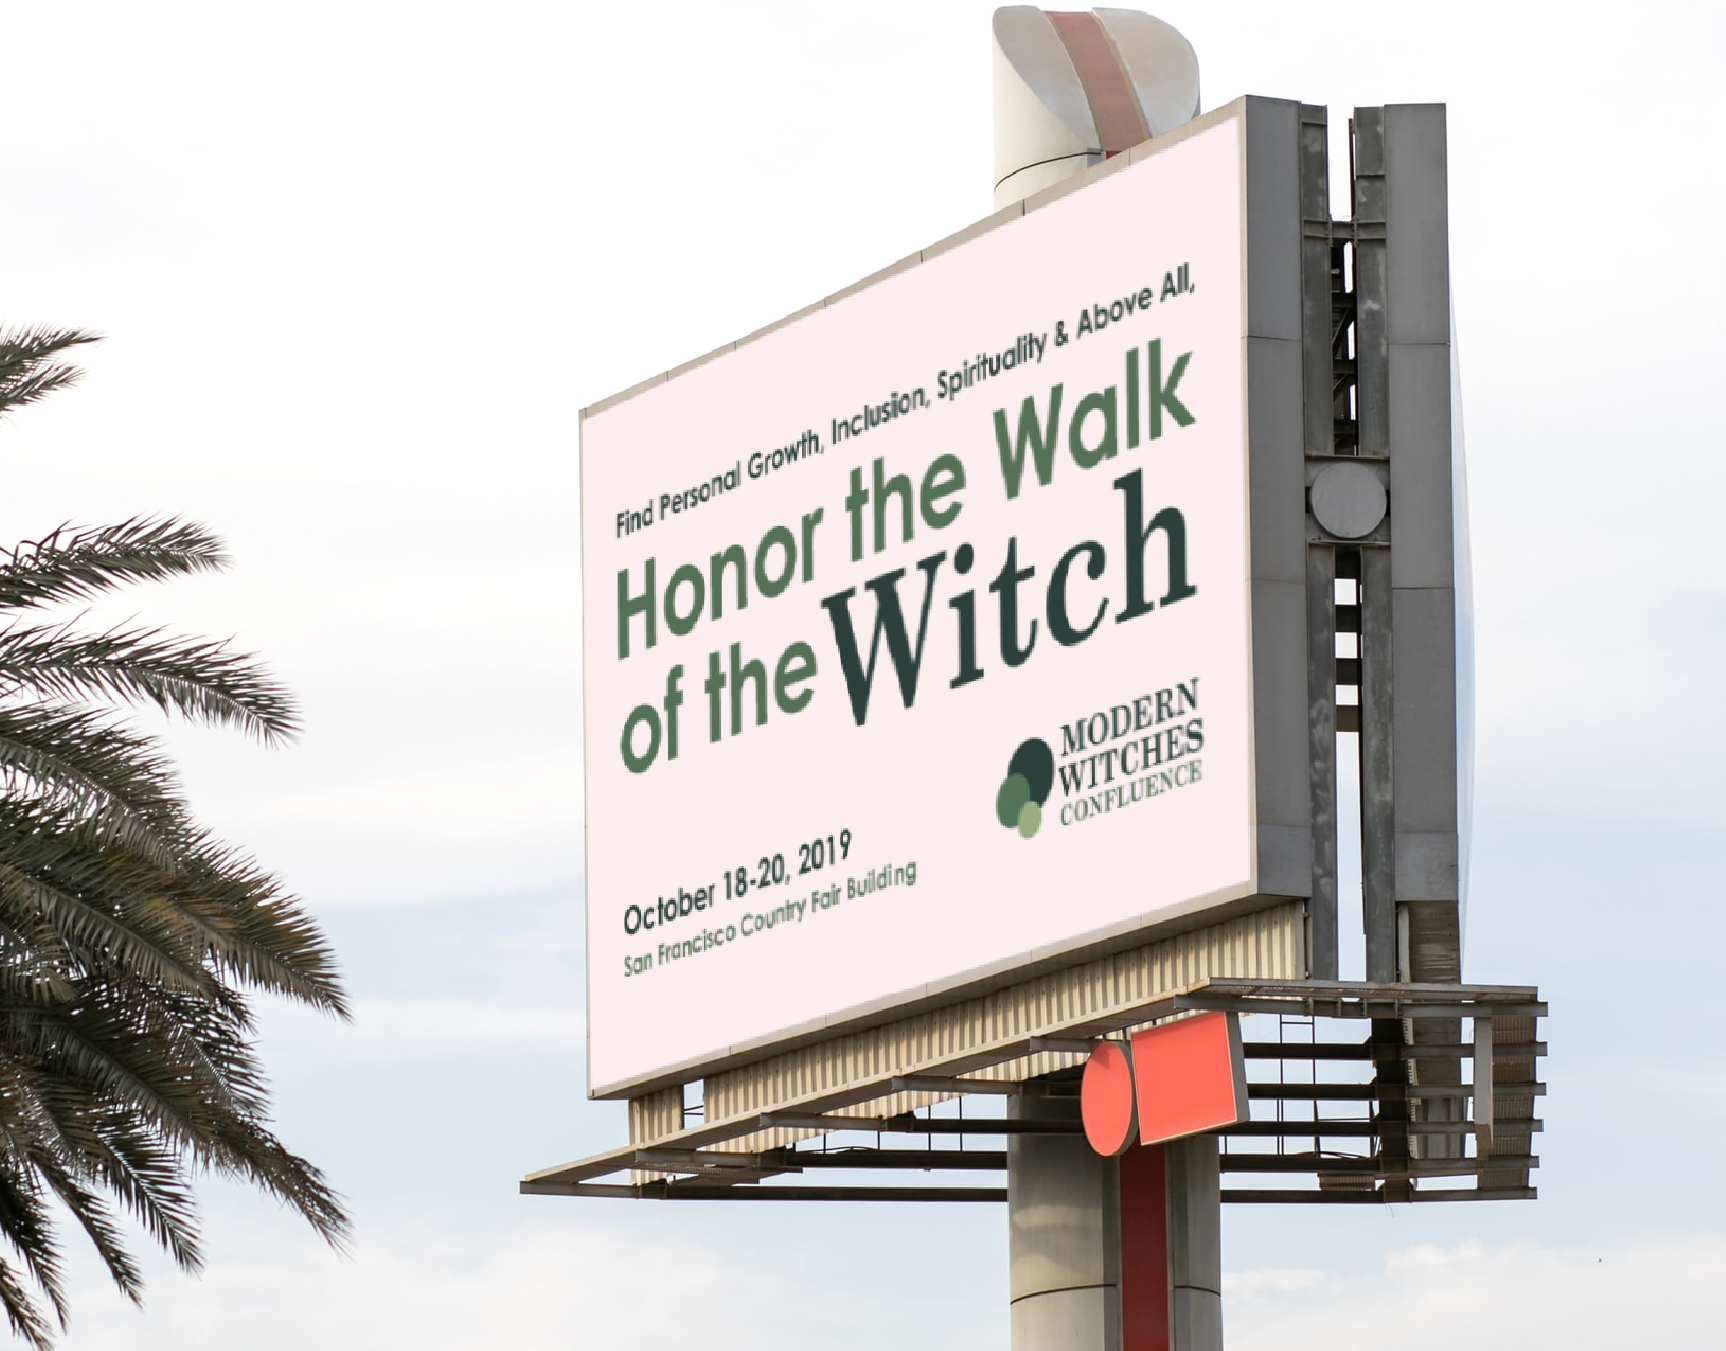 Find Personal Growth, Inclusion, Spirituality & Above All,
Honor the Walk
of the Witch
MODERN
WITCHES
CONFLUENCE
October 18-20, 2019
San Francisco Country Fair Building